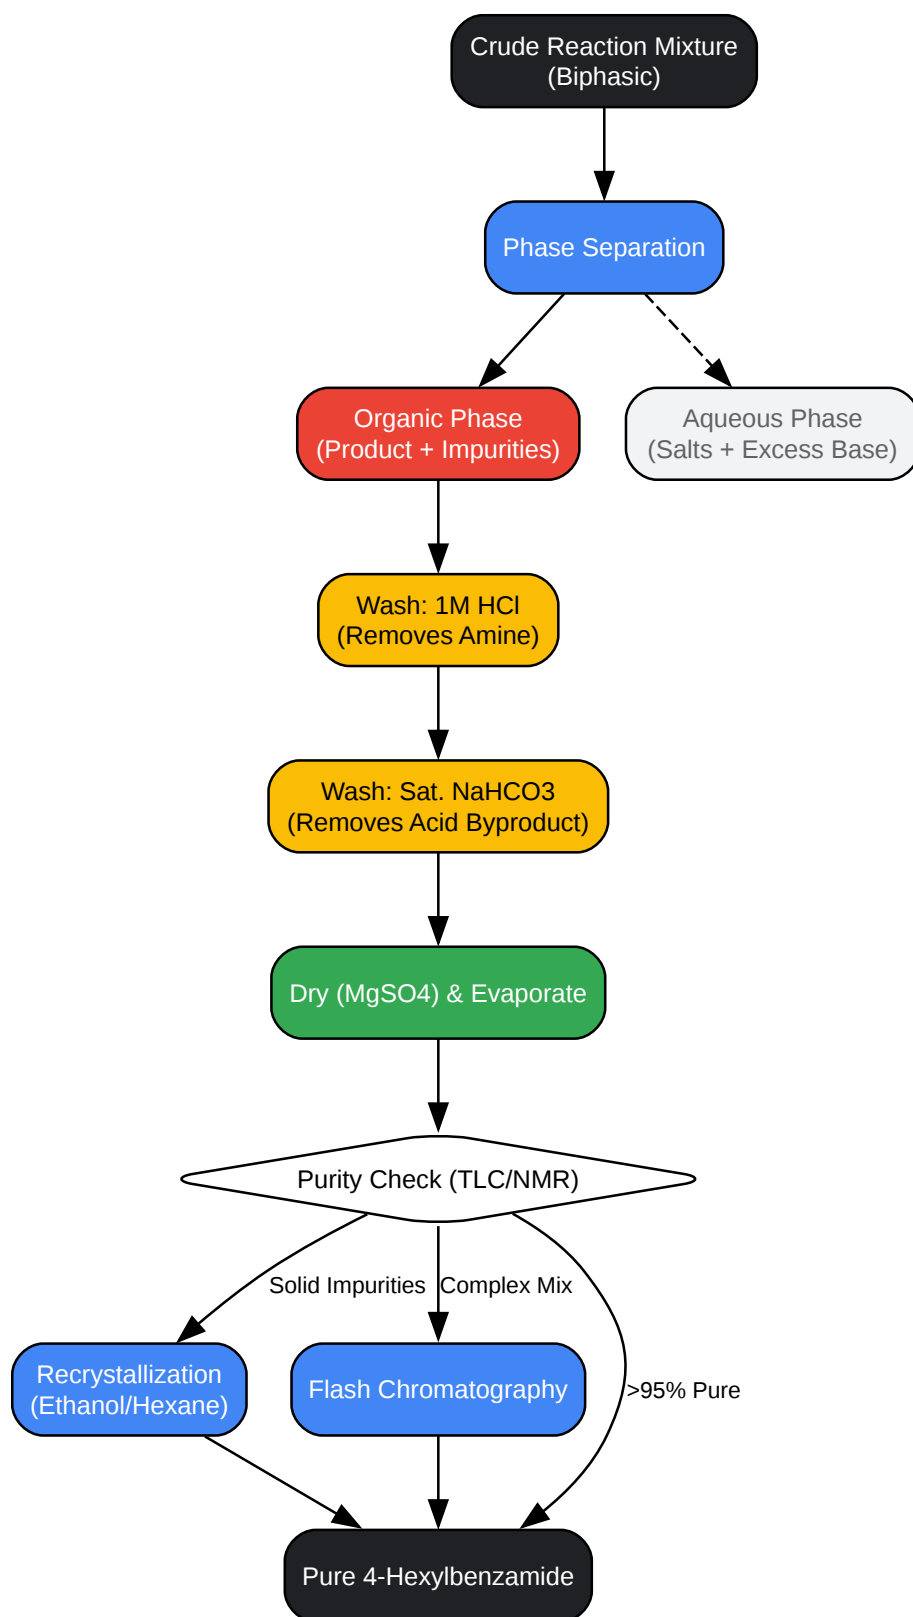 Crude Reaction Mixture
(Biphasic)
Phase Separation
Organic Phase
(Product + Impurities)
Aqueous Phase
(Salts + Excess Base)
Wash: 1M HCl
(Removes Amine)
Wash: Sat. NaHCO3
(Removes Acid Byproduct)
Dry (MgSO4) & Evaporate
Purity Check (TLC/NMR)
Solid Impurities
Complex Mix
>95% Pure
Recrystallization
(Ethanol/Hexane)
Flash Chromatography
Pure 4-Hexylbenzamide